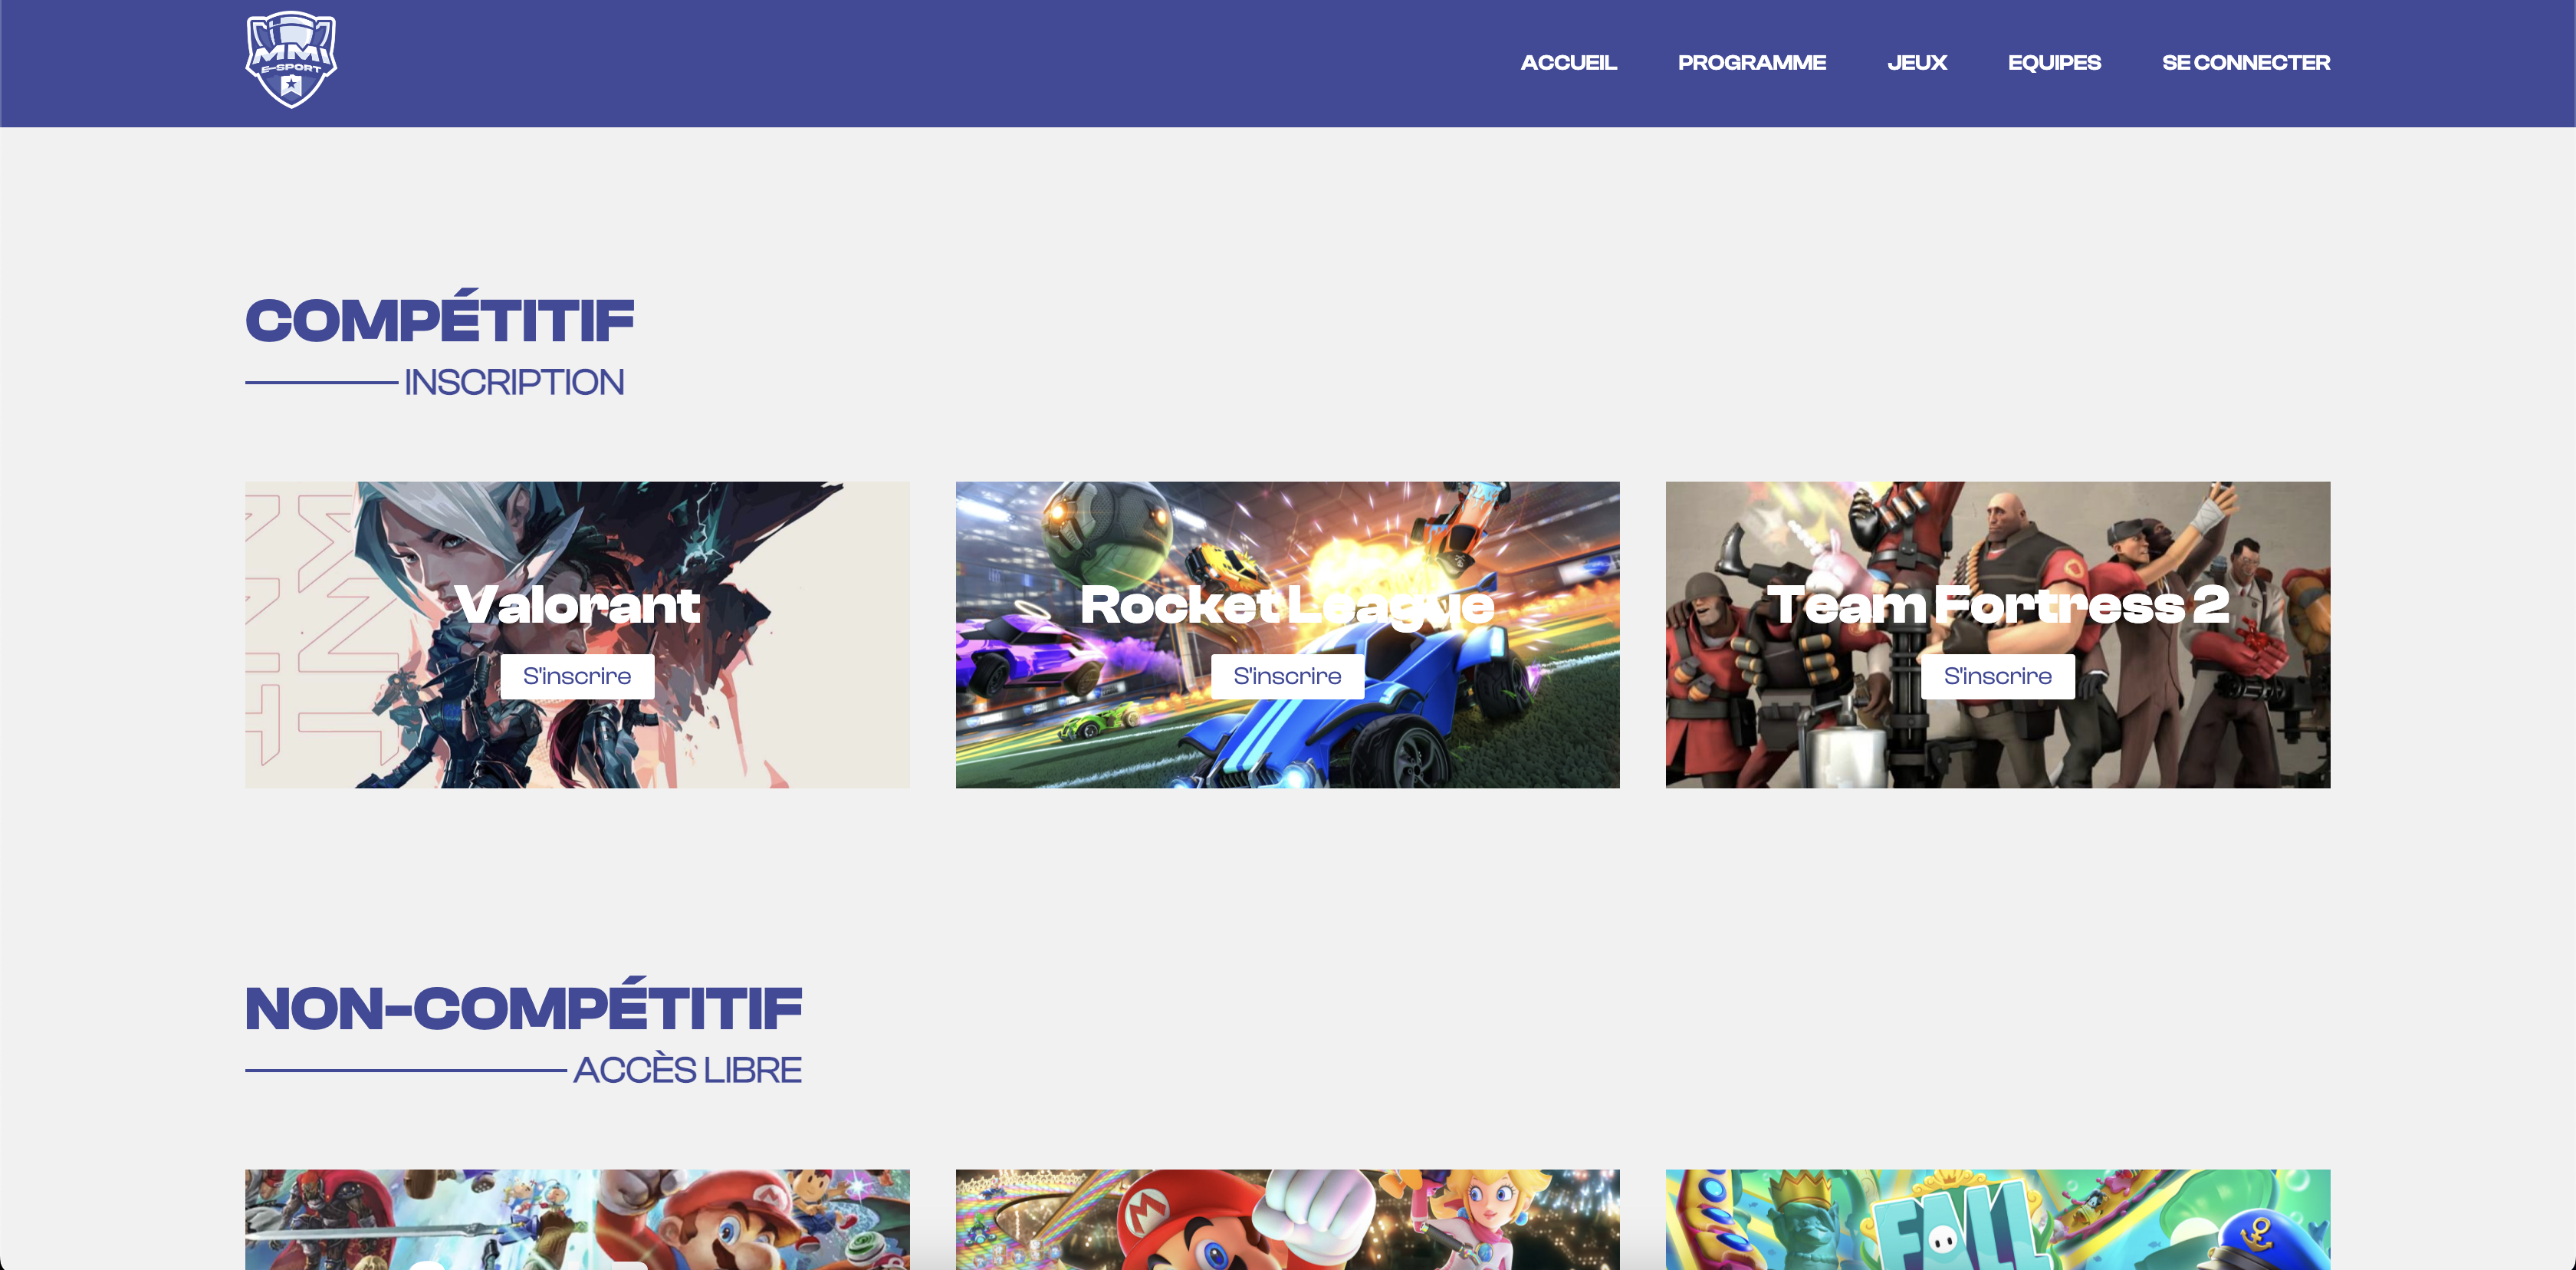 MMI
E-SPORT
ACCUEIL PROGRAMME JEUX EQUIPES SE CONNECTER
COMPÉTITIF
INSCRIPTION
Valorant Rocket League Team Fortress 2
S'inscrire S'inscrire S'inscrire
NON-COMPÉTITIF
ACCÈS LIBRE
M M FALL